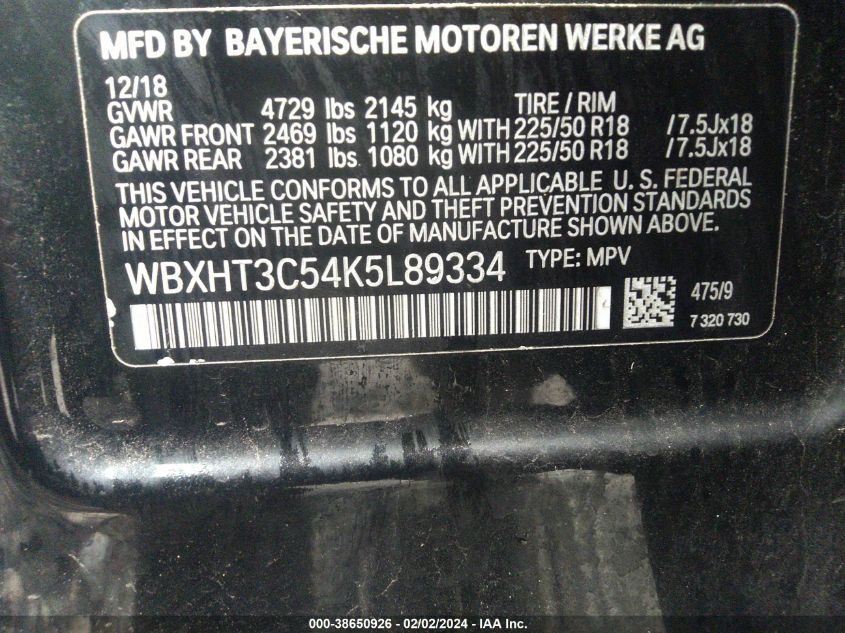 MFD BY BAYERISCHE MOTOREN WERKE AG
12/18
GVWR 4729 lbs 2145 kg TIRE / RIM
GAWR FRONT 2469 lbs 1120 kg WITH 225/50 R18 /7.5Jx18
GAWR REAR 2381 lbs 1080 kg WITH 225/50 R18 /7.5Jx18
THIS VEHICLE CONFORMS TO ALL APPLICABLE U. S. FEDERAL
MOTOR VEHICLE SAFETY AND THEFT PREVENTION STANDARDS
IN EFFECT ON THE DATE OF MANUFACTURE SHOWN ABOVE.
WBXHT3C54K5L89334 TYPE: MPV
475/9
7 320 730
000-38650926 - 02/02/2024 - IAA Inc.